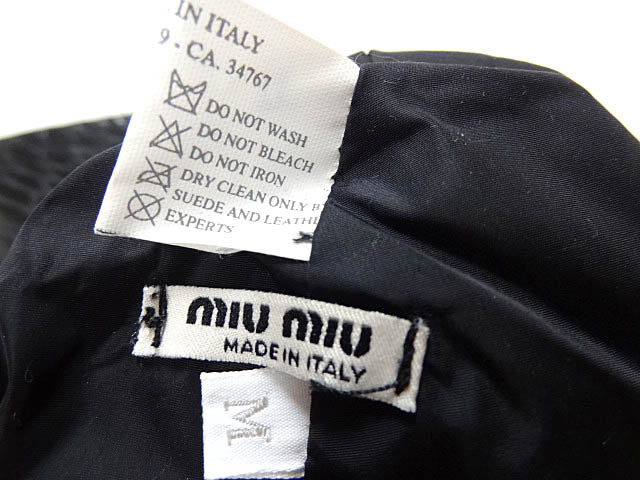 IN ITALY
9 - CA. 34767
DO NOT WASH
DO NOT BLEACH
DO NOT IRON
DRY CLEAN ONLY
SUEDE AND
EXPERTS
miu miu
MADE IN ITALY
M